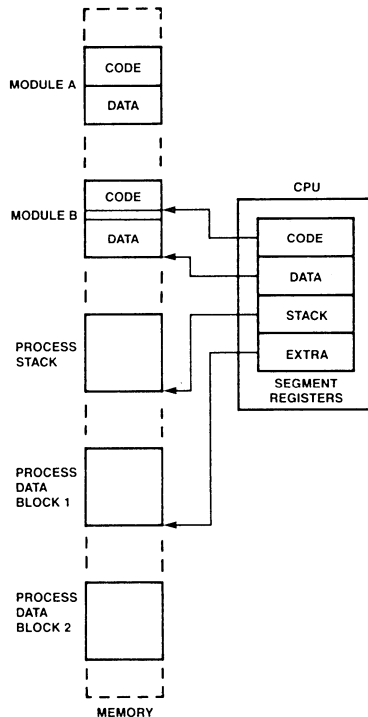 CODE
MODULE A
DATA
CODE
MODULE B
DATA
CPU
CODE
DATA
STACK
EXTRA
SEGMENT
REGISTERS
PROCESS
STACK
PROCESS
DATA
BLOCK 1
PROCESS
DATA
BLOCK 2
MEMORY